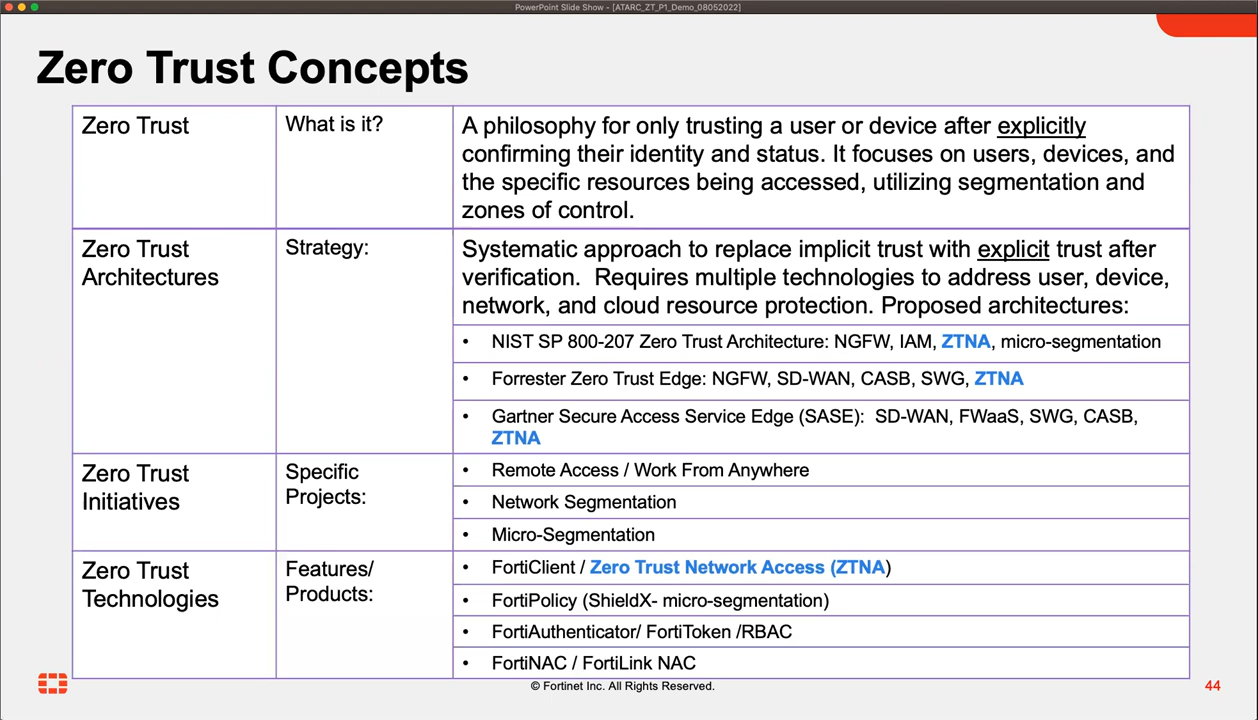 PowerPoint Slide Show - [ATARC_ZT_P1_Demo_08052022]
Zero Trust Concepts
Zero Trust
What is it?
A philosophy for only trusting a user or device after explicitly
confirming their identity and status. It focuses on users, devices, and
the specific resources being accessed, utilizing segmentation and
zones of control.
Zero Trust
Architectures
Strategy:
Systematic approach to replace implicit trust with explicit trust after
verification.  Requires multiple technologies to address user, device,
network, and cloud resource protection. Proposed architectures:
• NIST SP 800-207 Zero Trust Architecture: NGFW, IAM, ZTNA, micro-segmentation
• Forrester Zero Trust Edge: NGFW, SD-WAN, CASB, SWG, ZTNA
• Gartner Secure Access Service Edge (SASE):  SD-WAN, FWaaS, SWG, CASB,
ZTNA
Zero Trust
Initiatives
Specific
Projects:
• Remote Access / Work From Anywhere
• Network Segmentation
• Micro-Segmentation
Zero Trust
Technologies
Features/
Products:
• FortiClient / Zero Trust Network Access (ZTNA)
• FortiPolicy (ShieldX- micro-segmentation)
• FortiAuthenticator/ FortiToken /RBAC
• FortiNAC / FortiLink NAC
© Fortinet Inc. All Rights Reserved.
44